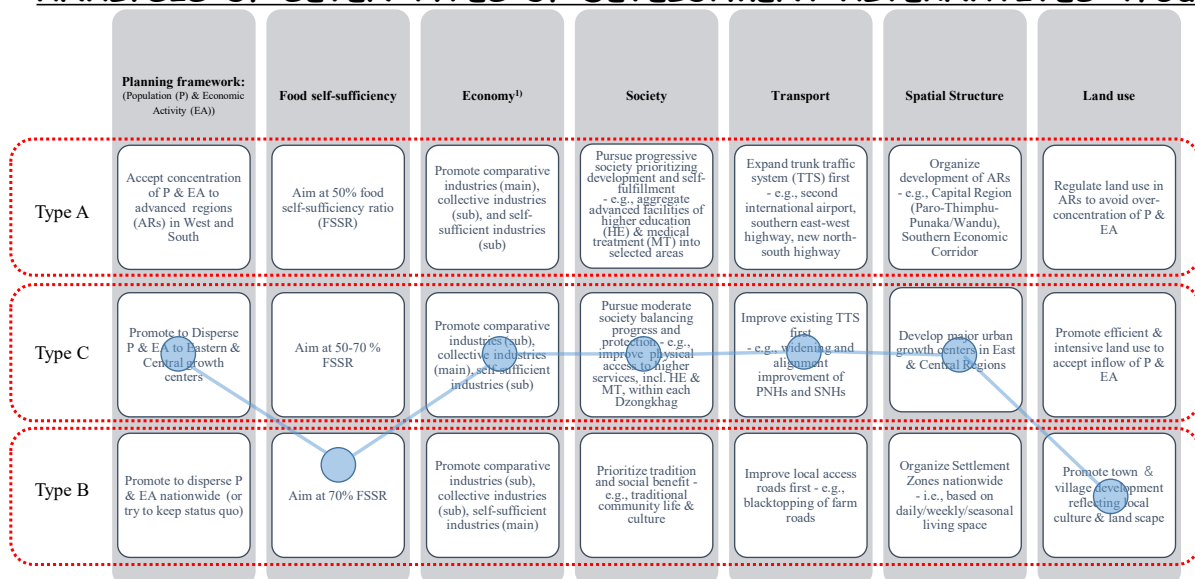 Planning framework:
(Population (P) & Economic
Activity (EA))
Food self-sufficiency
Economy¹⁾
Society
Transport
Spatial Structure
Land use
Type A
Accept concentration
of P & EA to
advanced regions
(ARs) in West and
South
Aim at 50% food
self-sufficiency ratio
(FSSR)
Promote comparative
industries (main),
collective industries
(sub), and self-
sufficient industries
(sub)
Pursue progressive
society prioritizing
development and self-
fulfillment
- e.g., aggregate
advanced facilities of
higher education
(HE) & medical
treatment (MT) into
selected areas
Expand trunk traffic
system (TTS) first
- e.g., second
international airport,
southern east-west
highway, new north-
south highway
Organize
development of ARs
- e.g., Capital Region
(Paro-Thimphu-
Punaka/Wandu),
Southern Economic
Corridor
Regulate land use in
ARs to avoid over-
concentration of P &
EA
Type C
Promote to Disperse
P & EA to Eastern &
Central growth
centers
Aim at 50-70 %
FSSR
Promote comparative
industries (sub),
collective industries
(main), self-sufficient
industries (sub)
Pursue moderate
society balancing
progress and
protection - e.g.,
improve physical
access to higher
services, incl. HE &
MT, within each
Dzongkhag
Improve existing TTS
first
- e.g., widening and
alignment
improvement of
PNHs and SNHs
Develop major urban
growth centers in East
& Central Regions
Promote efficient &
intensive land use to
accept inflow of P &
EA
Type B
Promote to disperse P
& EA nationwide (or
try to keep status quo)
Aim at 70% FSSR
Promote comparative
industries (sub),
collective industries
(sub), self-sufficient
industries (main)
Prioritize tradition
and social benefit -
e.g., traditional
community life &
culture
Improve local access
roads first - e.g.,
blacktopping of farm
roads
Organize Settlement
Zones nationwide
- i.e., based on
daily/weekly/seasonal
living space
Promote town &
village development
reflecting local
culture & land scape